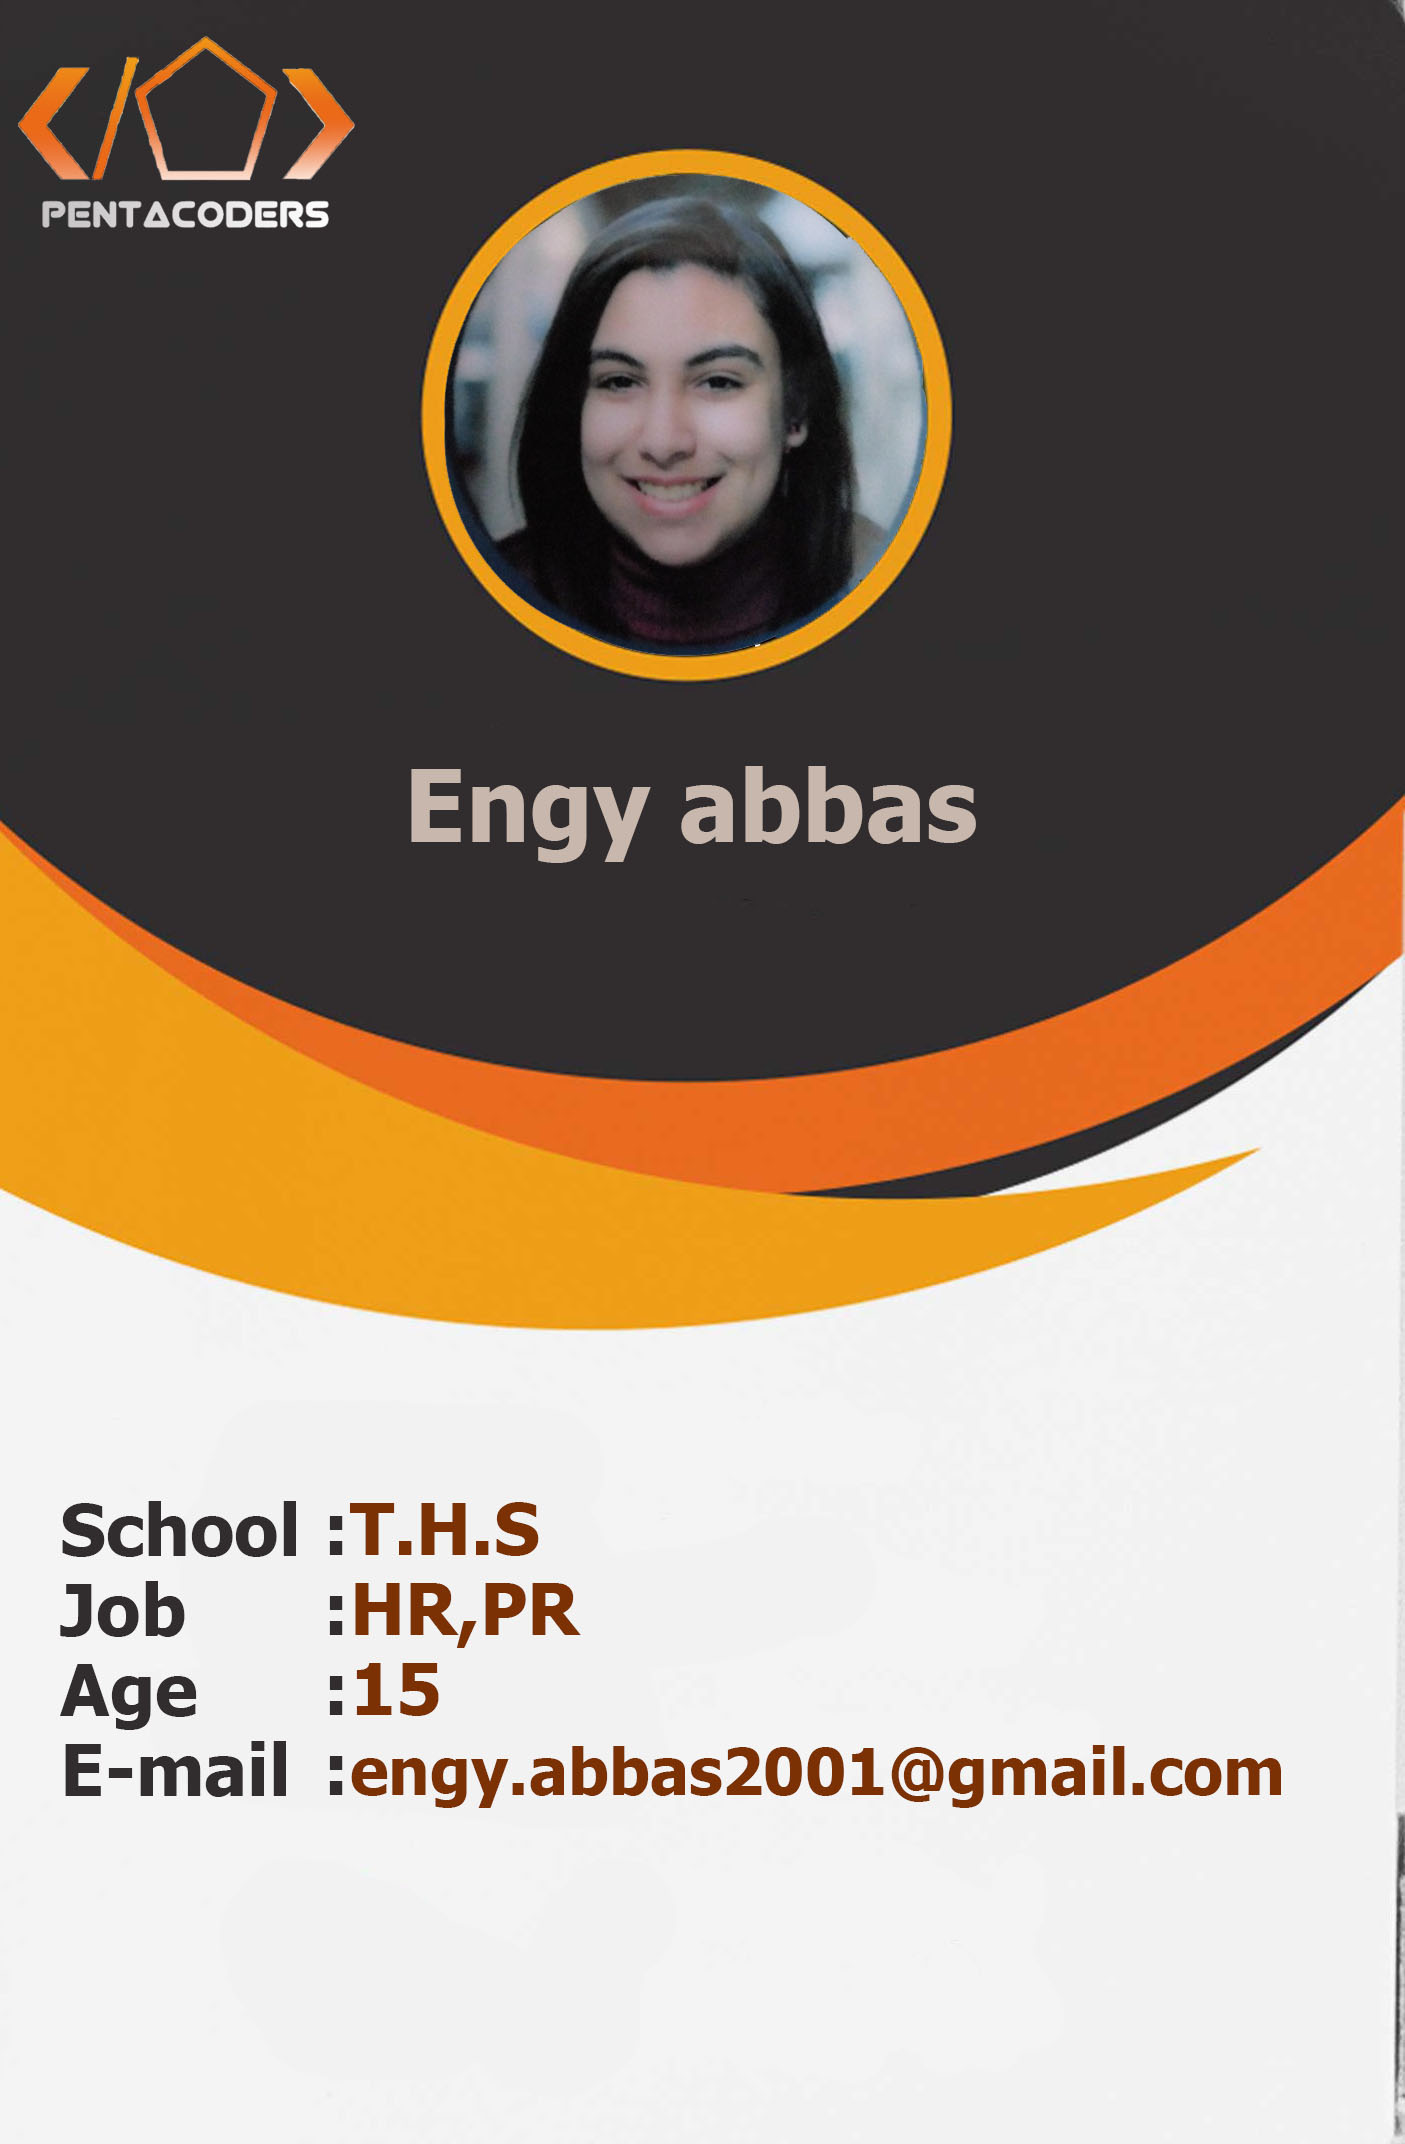 PENTACODERS
Engy abbas
School :T.H.S
Job :HR,PR
Age :15
E-mail :engy.abbas2001@gmail.com